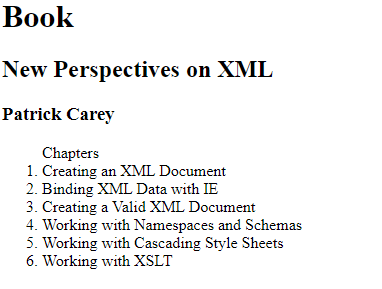 Book
New Perspectives on XML
Patrick Carey
Chapters
1. Creating an XML Document
2. Binding XML Data with IE
3. Creating a Valid XML Document
4. Working with Namespaces and Schemas
5. Working with Cascading Style Sheets
6. Working with XSLT